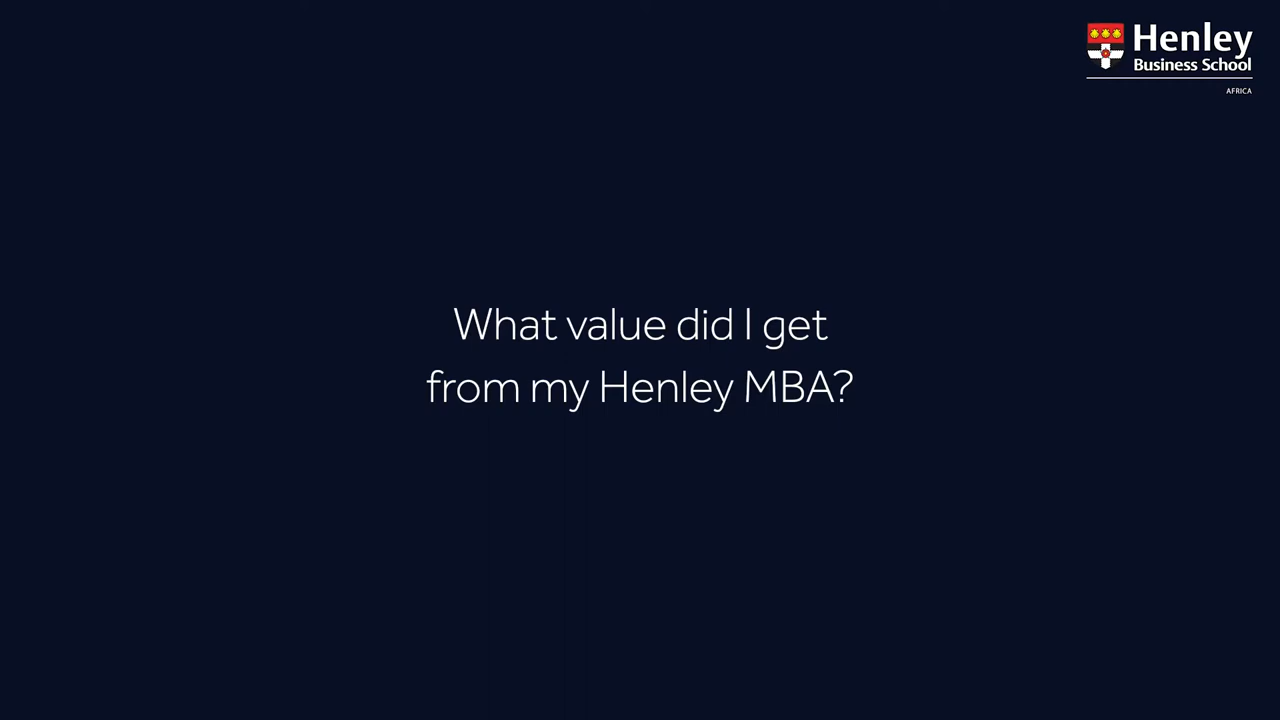 Henley
Business School
AFRICA
What value did I get
from my Henley MBA?